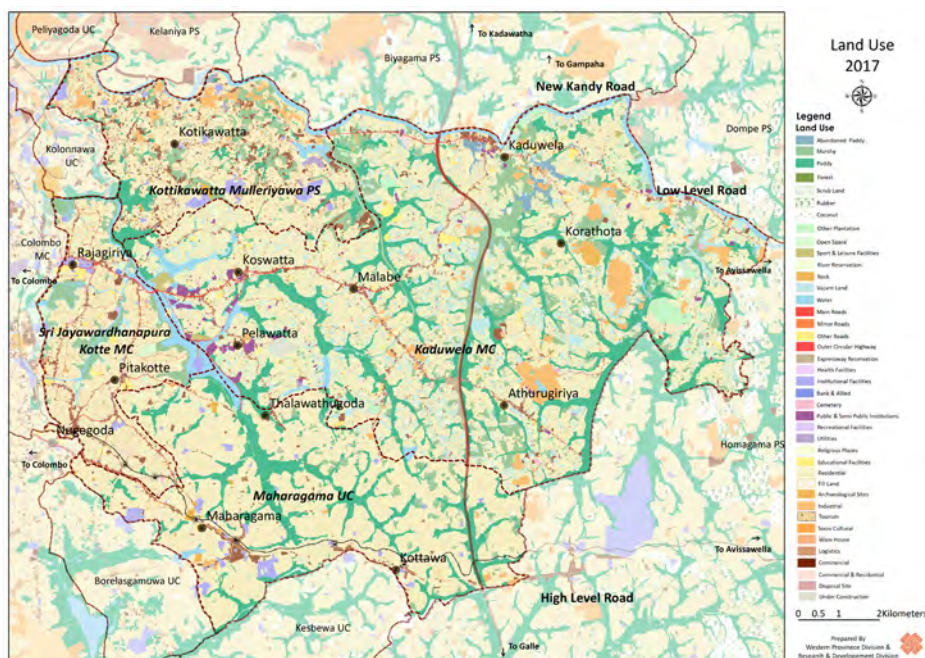 Peliyagoda UC
Kelaniya PS
To Kadawatha
Biyagama PS
To Gampaha
New Kandy Road
Kotikawatta
Kaduwela
Dompe PS
Kolonnawa
UC
Kottikawatta Mulleriyawa PS
Low Level Road
Korathota
Colombo
MC
Rajagiriya
Koswatta
To Avissawella
To Colombo
Malabe
Sri Jayawardhanapura
Kotte MC
Pelawatta
Kaduwela MC
Pitakotte
Athurugiriya
Thalawathugoda
Nugegoda
Homagama PS
To Colombo
Maharagama UC
Maharagama
To Avissawella
Kottawa
Borelasgamuwa UC
High Level Road
Kesbewa UC
To Galle
Land Use
2017
Legend
Land Use
Abandoned Paddy
Marshy
Paddy
Forest
Scrub Land
Rubber
Coconut
Other Plantation
Open Space
Sport & Leisure Facilities
River Reservation
Rock
Vacant Land
Water
Main Roads
Minor Roads
Other Roads
Outer Circular Highway
Expressway Reservation
Health Facilities
Institutional Facilities
Bank & Allied
Cemetery
Public & Semi Public Institutions
Recreational Facilities
Utilities
Religious Places
Educational Facilities
Residential
Fill Land
Archaeological Sites
Industrial
Tourism
Socio Cultural
Ware House
Logistics
Commercial
Commercial & Residential
Disposal Site
Under Construction
0 0.5 1 2Kilometers
Prepared By
Western Provinece Division &
Research & Developement Division